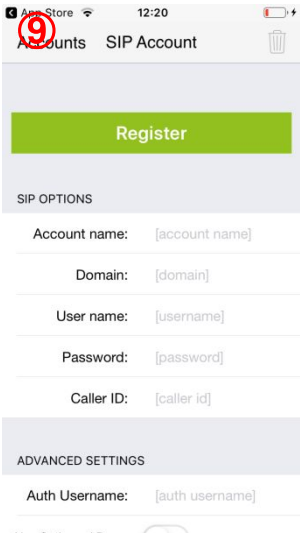 App Store 12:20
⑨
Accounts SIP Account
Register
SIP OPTIONS
Account name: [account name]
Domain: [domain]
User name: [username]
Password: [password]
Caller ID: [caller id]
ADVANCED SETTINGS
Auth Username: [auth username]